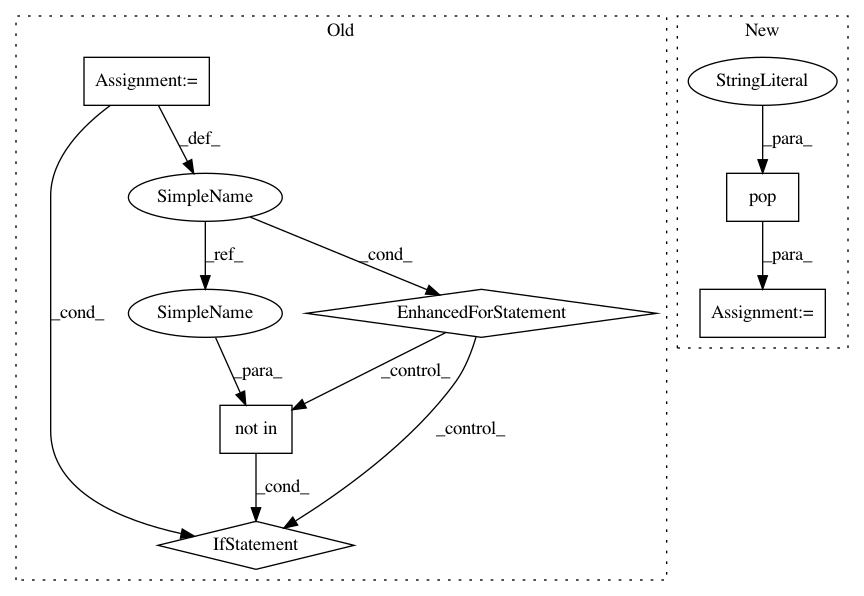 Old
New
Assignment:=
StringLiteral
_def_
_para_
SimpleName
pop
_ref_
_cond_
_para_
_cond_
SimpleName
EnhancedForStatement
Assignment:=
_para_
_control_
not in
_control_
_cond_
IfStatement